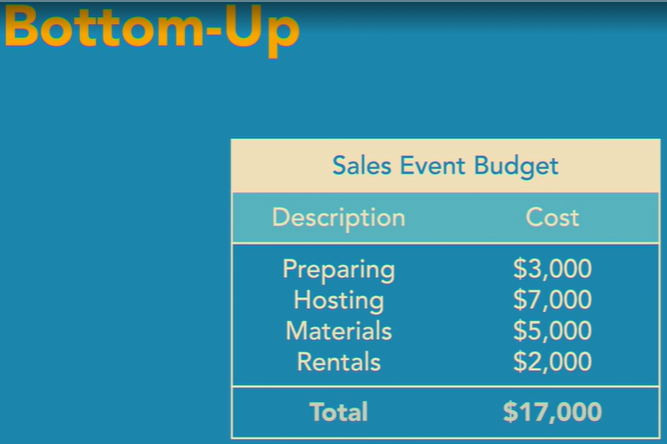 Bottom-Up
Sales Event Budget
Description Cost
Preparing $3,000
Hosting $7,000
Materials $5,000
Rentals $2,000
Total $17,000